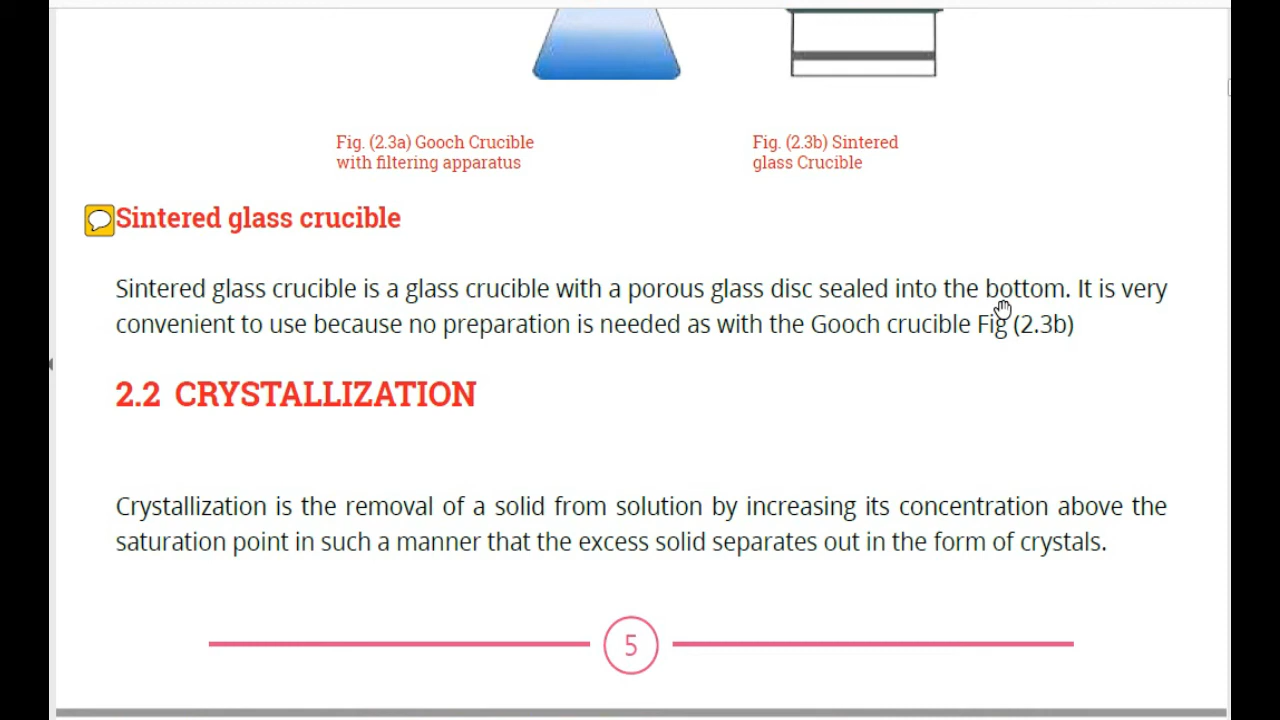 Fig. (2.3a) Gooch Crucible
with filtering apparatus
Fig. (2.3b) Sintered
glass Crucible
Sintered glass crucible
Sintered glass crucible is a glass crucible with a porous glass disc sealed into the bottom. It is very
convenient to use because no preparation is needed as with the Gooch crucible Fig (2.3b)
2.2 CRYSTALLIZATION
Crystallization is the removal of a solid from solution by increasing its concentration above the
saturation point in such a manner that the excess solid separates out in the form of crystals.
5